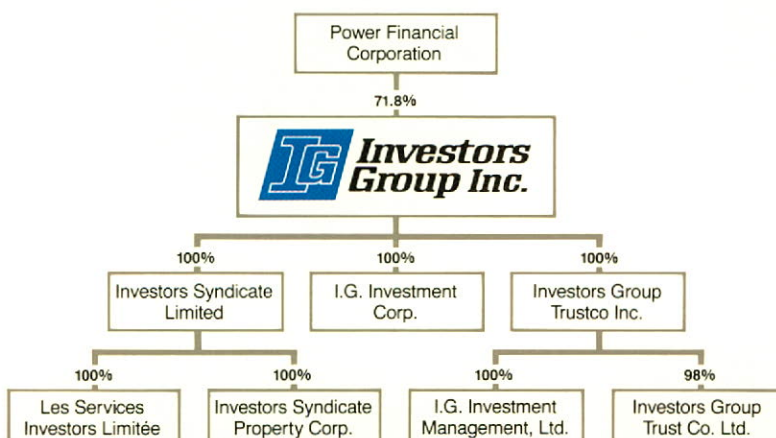 Power Financial
Corporation
71.8%
IG Investors
Group Inc.
100% 100% 100%
Investors Syndicate
Limited
I.G. Investment
Corp.
Investors Group
Trustco Inc.
100% 100% 100% 98%
Les Services
Investors Limitée
Investors Syndicate
Property Corp.
I.G. Investment
Management, Ltd.
Investors Group
Trust Co. Ltd.